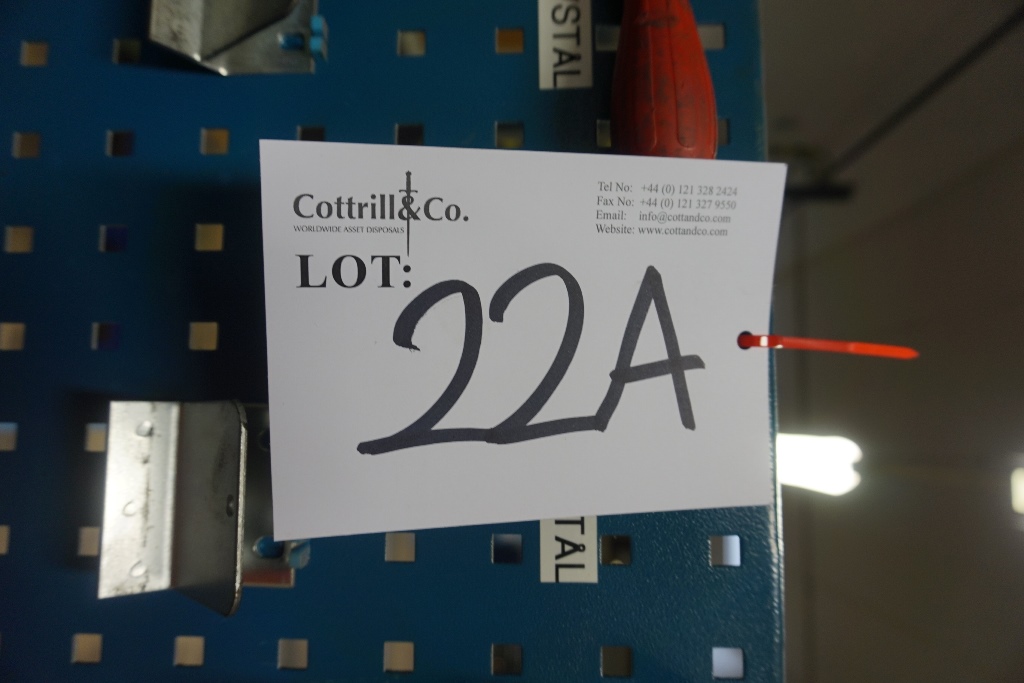 STÅL
Cottrill&Co.
WORLDWIDE ASSET DISPOSALS
Tel No: +44 (0) 121 328 2424
Fax No: +44 (0) 121 327 9550
Email: info@cottandco.com
Website: www.cottandco.com
LOT: 22A
TÅL